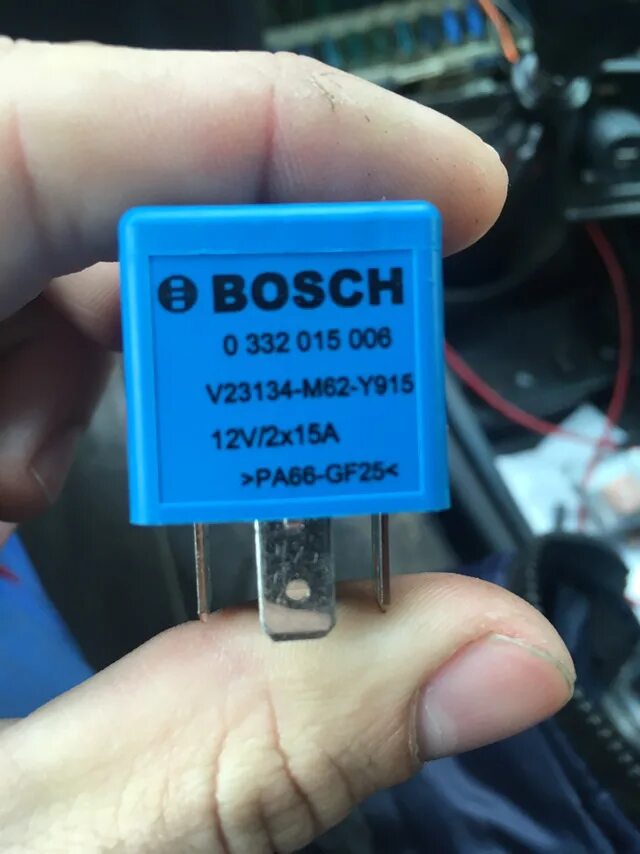 BOSCH
0 332 015 006
V23134-M62-Y915
12V/2x15A
>PA66-GF25<